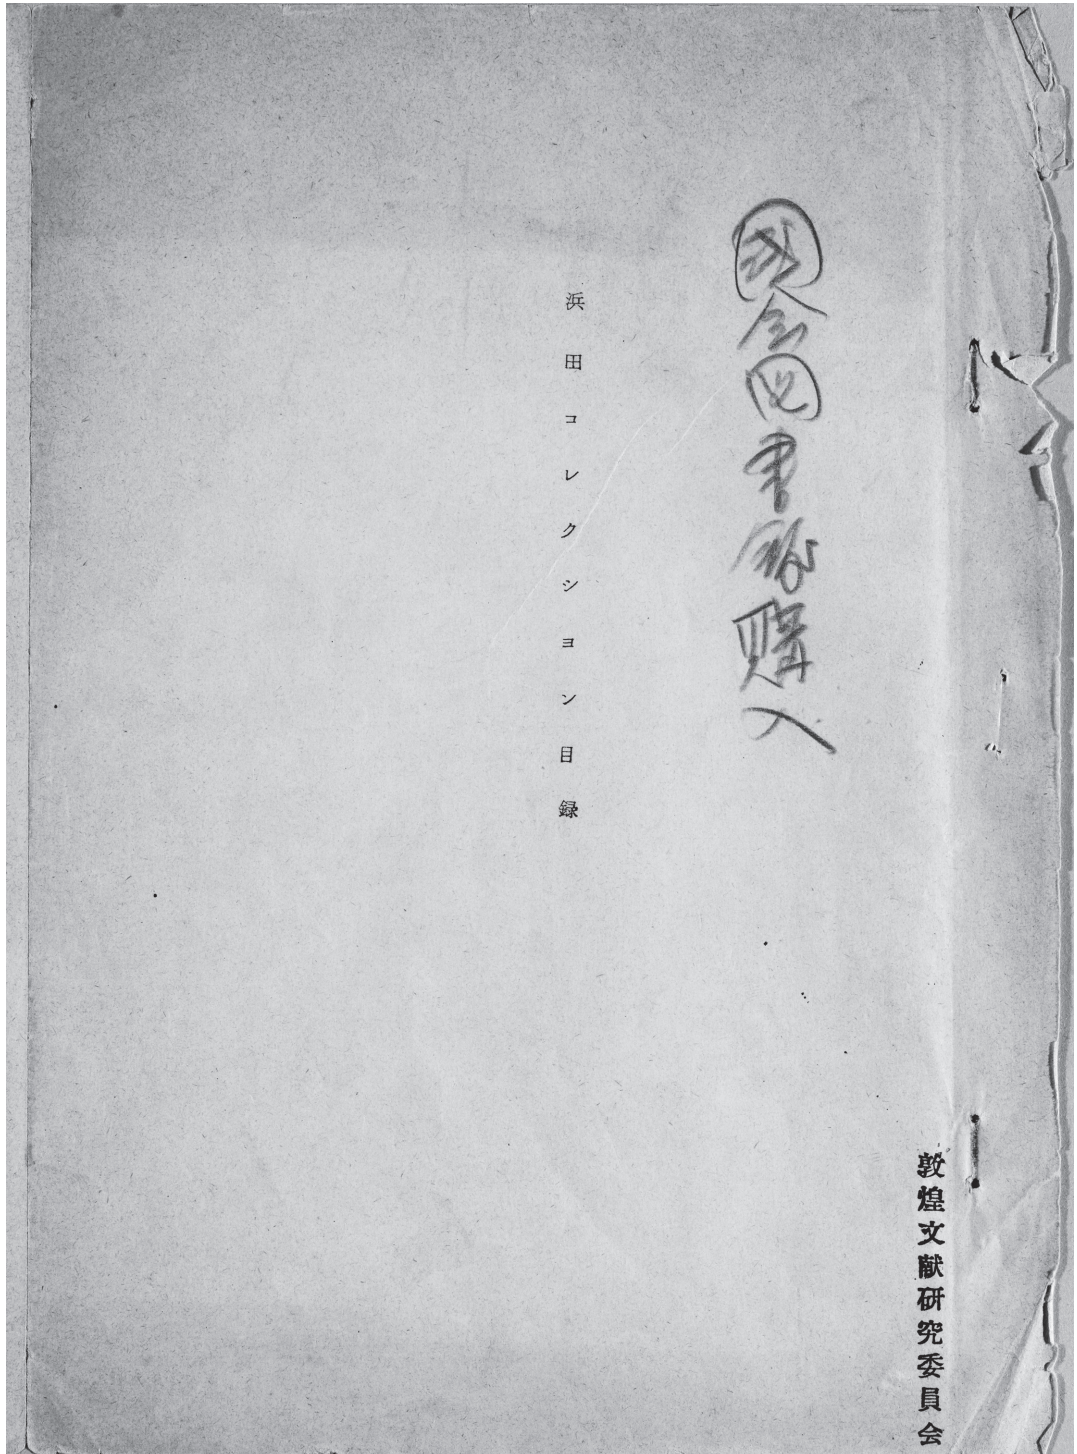 國会図書館購入
浜田コレクション目録
敦煌文献研究委員会